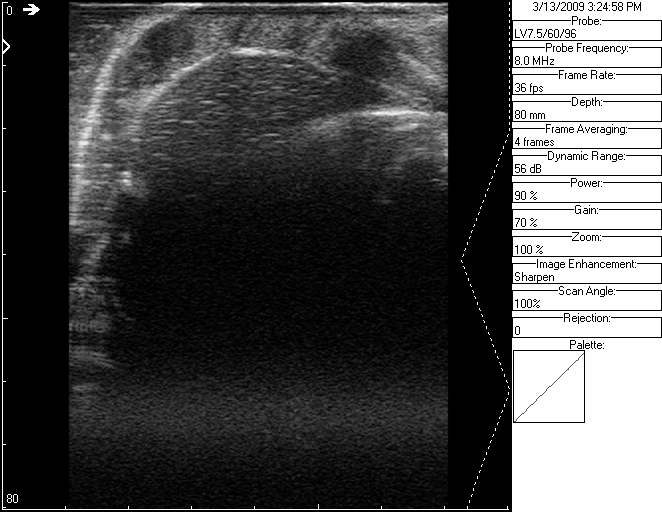 0
80
3/13/2009 3:24:58 PM
Probe:
LV7.5/60/96
Probe Frequency:
8.0 MHz
Frame Rate:
36 fps
Depth:
80 mm
Frame Averaging:
4 frames
Dynamic Range:
56 dB
Power:
90 %
Gain:
70 %
Zoom:
100 %
Image Enhancement:
Sharpen
Scan Angle:
100%
Rejection:
0
Palette: